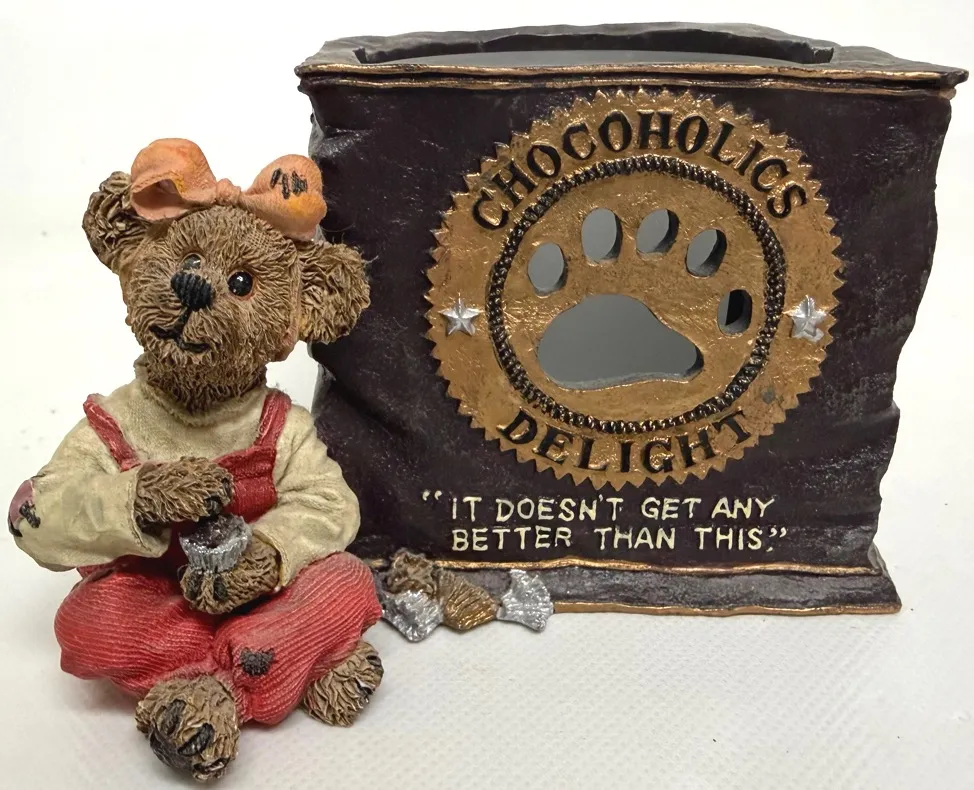 CHOCOHOLICS
DELIGHT
“IT DOESN'T GET ANY
BETTER THAN THIS.”